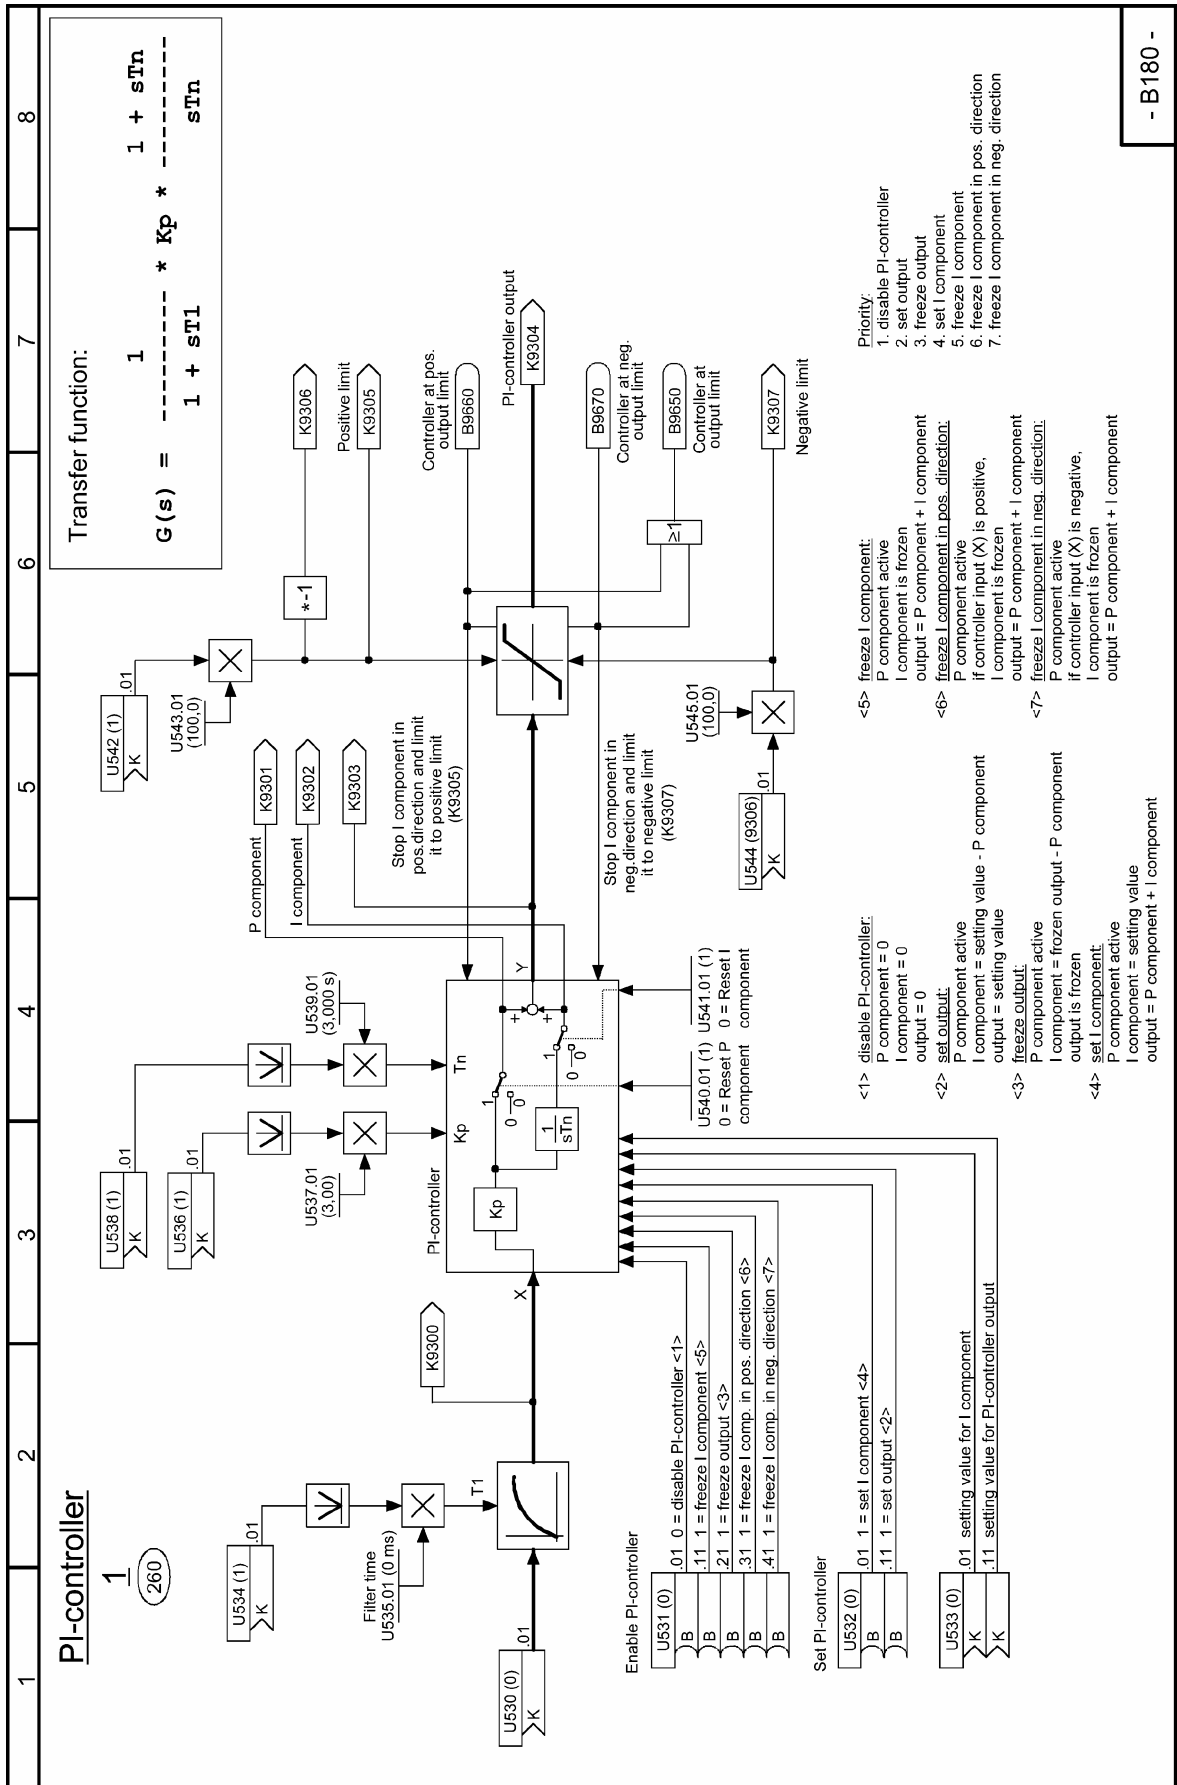 1 2 3 4 5 6 7 8
PI-controller
1
260
Transfer function:
1 1 + sTn
G(s) = -------- * Kp * ----------
1 + sT1 sTn
U534 (1)
K
.01
Filter time
U535.01 (0 ms)
T1
U530 (0)
K
.01
K9300
X
U538 (1)
K
.01
U536 (1)
K
.01
U537.01
(3,00)
U539.01
(3,000 s)
PI-controller
Kp
Tn
Kp
1
sTn
1
0
0
1
0
0
+
+
Y
U540.01 (1)
0 = Reset P
component
U541.01 (1)
0 = Reset I
component
P component
K9301
I component
K9302
K9303
U542 (1)
K
.01
U543.01
(100,0)
*-1
K9306
Positive limit
K9305
Stop I component in
pos.direction and limit
it to positive limit
(K9305)
Controller at pos.
output limit
B9660
PI-controller output
K9304
Stop I component in
neg.direction and limit
it to negative limit
(K9307)
B9670
Controller at neg.
output limit
≥1
B9650
Controller at
output limit
U545.01
(100,0)
U544 (9306)
K
.01
K9307
Negative limit
Enable PI-controller
U531 (0)
B .01 0 = disable PI-controller <1>
B .11 1 = freeze I component <5>
B .21 1 = freeze output <3>
B .31 1 = freeze I comp. in pos. direction <6>
B .41 1 = freeze I comp. in neg. direction <7>
Set PI-controller
U532 (0)
B .01 1 = set I component <4>
B .11 1 = set output <2>
U533 (0)
K .01 setting value for I component
K .11 setting value for PI-controller output
<1> disable PI-controller:
P component = 0
I component = 0
output = 0
<2> set output:
P component active
I component = setting value - P component
output = setting value
<3> freeze output:
P component active
I component = frozen output - P component
output is frozen
<4> set I component:
P component active
I component = setting value
output = P component + I component
<5> freeze I component:
P component active
I component is frozen
output = P component + I component
<6> freeze I component in pos. direction:
P component active
if controller input (X) is positive,
I component is frozen
output = P component + I component
<7> freeze I component in neg. direction:
P component active
if controller input (X) is negative,
I component is frozen
output = P component + I component
Priority:
1. disable PI-controller
2. set output
3. freeze output
4. set I component
5. freeze I component
6. freeze I component in pos. direction
7. freeze I component in neg. direction
- B180 -